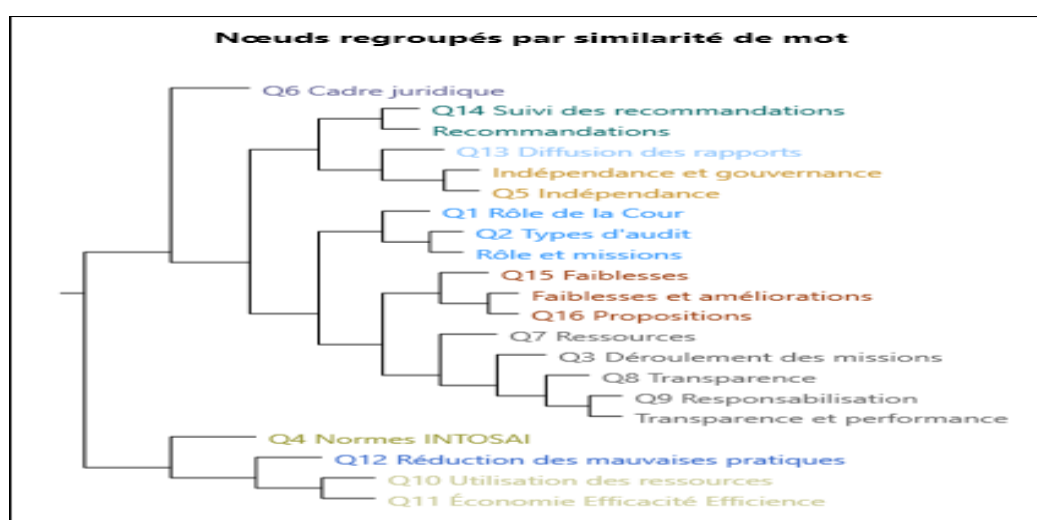 Nœuds regroupés par similarité de mot
Q6 Cadre juridique
Q14 Suivi des recommandations
Recommandations
Q13 Diffusion des rapports
Indépendance et gouvernance
Q5 Indépendance
Q1 Rôle de la Cour
Q2 Types d'audit
Rôle et missions
Q15 Faiblesses
Faiblesses et améliorations
Q16 Propositions
Q7 Ressources
Q3 Déroulement des missions
Q8 Transparence
Q9 Responsabilisation
Transparence et performance
Q4 Normes INTOSAI
Q12 Réduction des mauvaises pratiques
Q10 Utilisation des ressources
Q11 Économie Efficacité Efficience